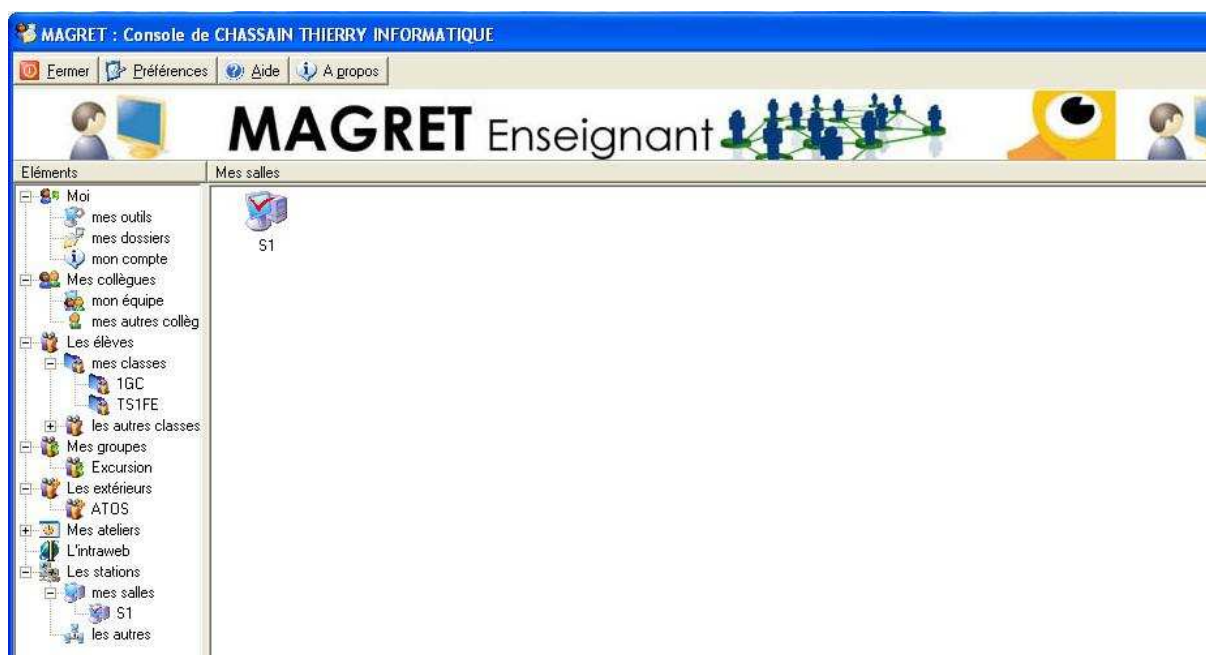 MAGRET : Console de CHASSAIN THIERRY INFORMATIQUE
Fermer Préférences Aide A propos
MAGRET Enseignant
Eléments Mes salles
Moi
mes outils
mes dossiers
mon compte
Mes collègues
mon équipe
mes autres collèg
Les élèves
mes classes
1GC
TS1FE
les autres classes
Mes groupes
Excursion
Les extérieurs
ATOS
Mes ateliers
L'intraweb
Les stations
mes salles
S1
les autres
S1